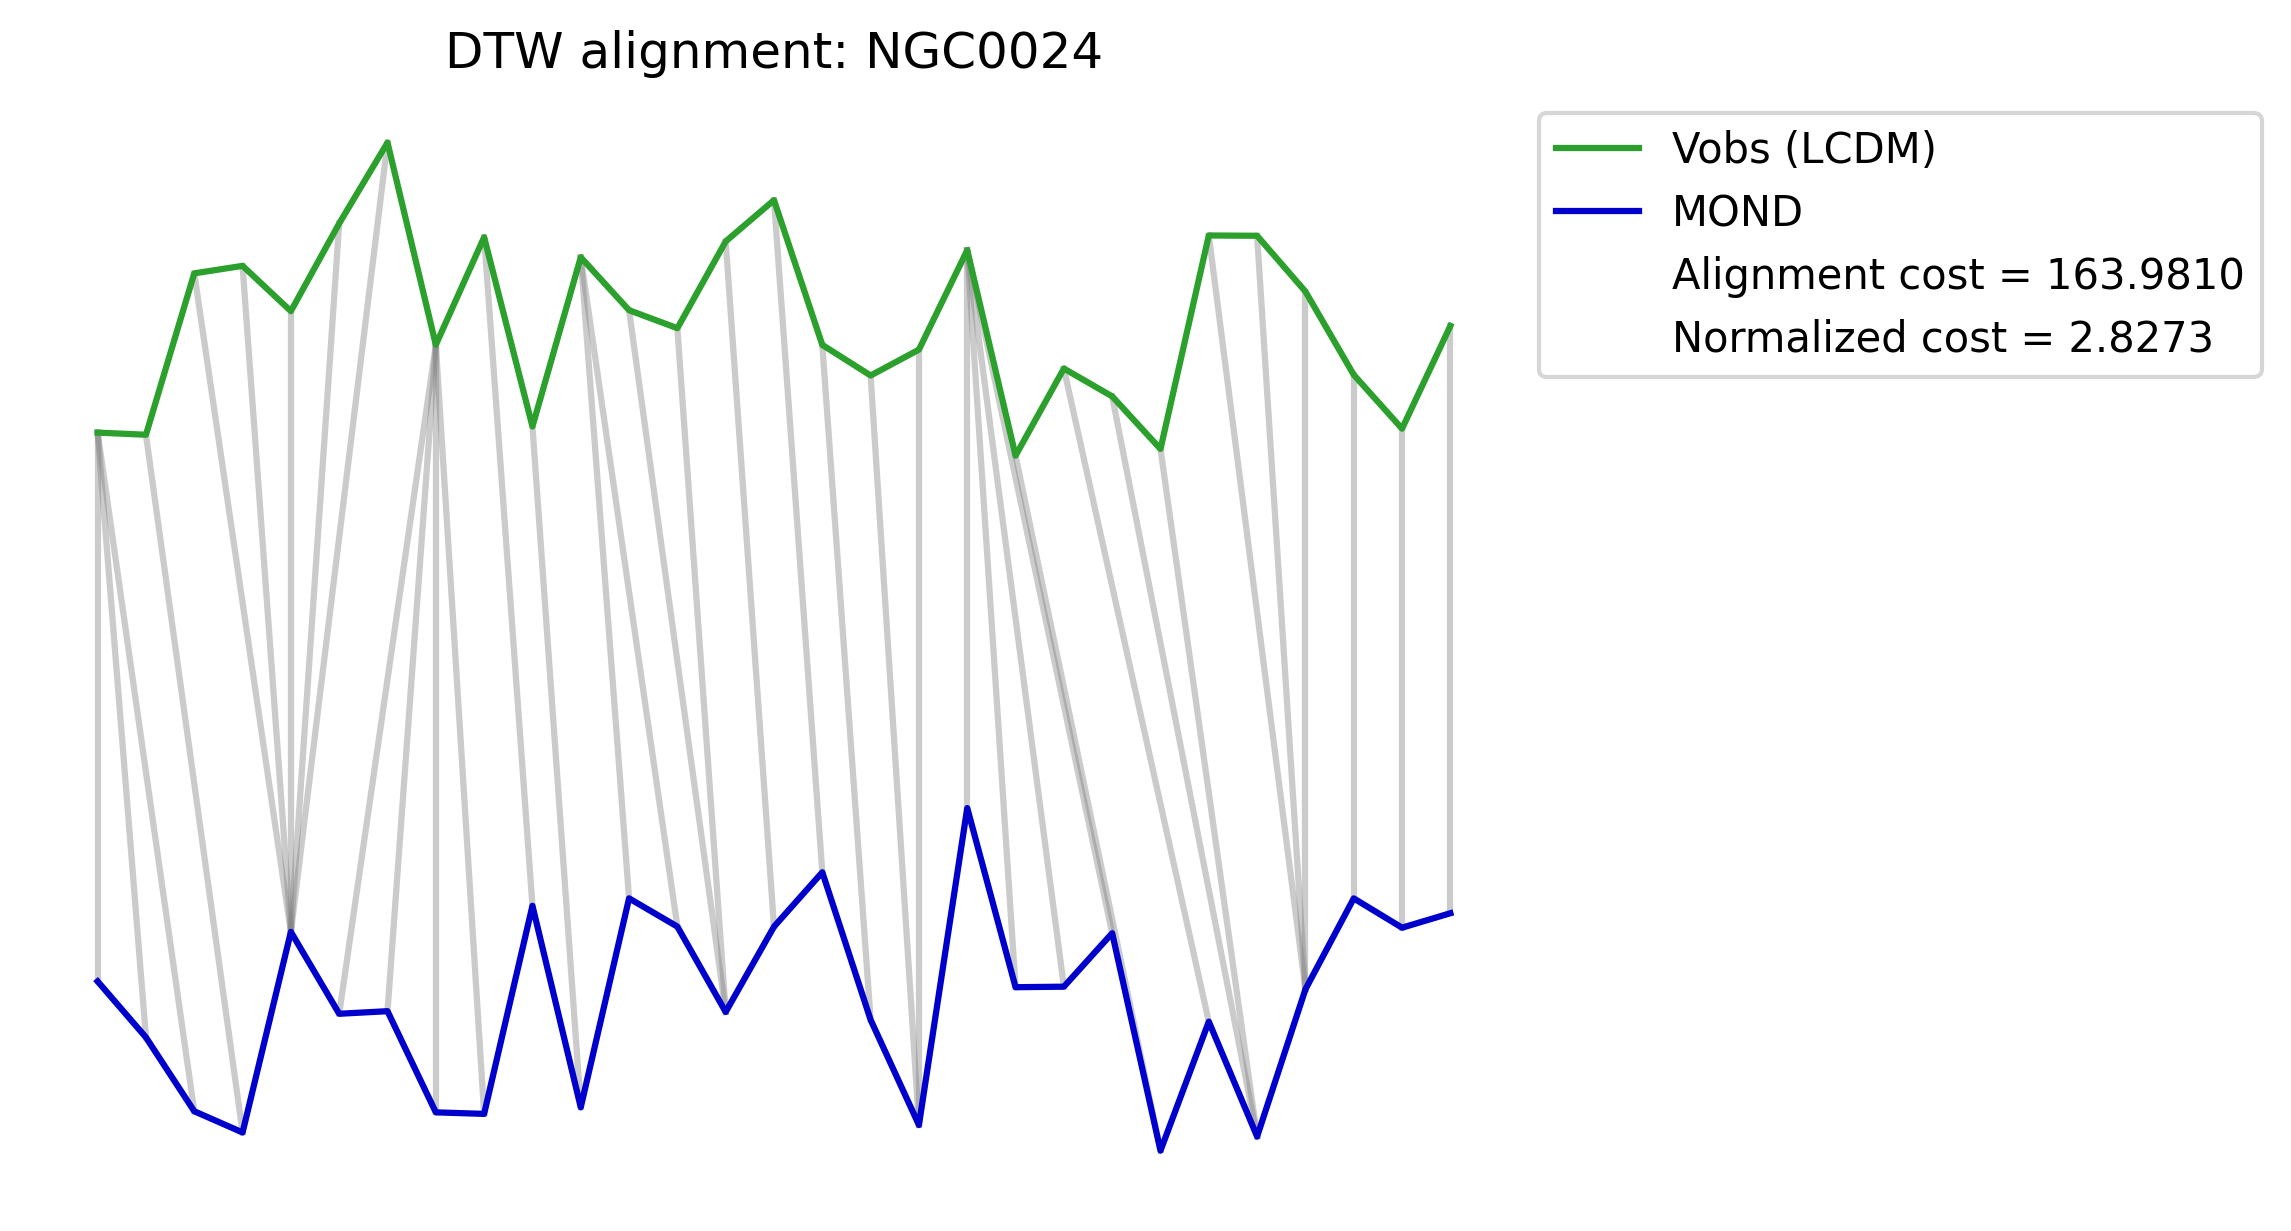 DTW alignment: NGC0024
Vobs (LCDM)
MOND
Alignment cost = 163.9810
Normalized cost = 2.8273